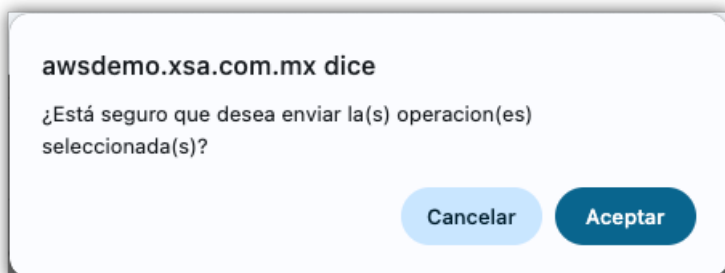 awsdemo.xsa.com.mx dice
¿Está seguro que desea enviar la(s) operacion(es)
seleccionada(s)?
Cancelar
Aceptar